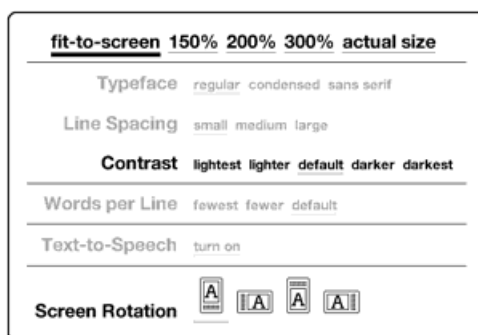 fit-to-screen 150% 200% 300% actual size
Typeface regular condensed sans serif
Line Spacing small medium large
Contrast lightest lighter default darker darkest
Words per Line fewest fewer default
Text-to-Speech turn on
Screen Rotation A A A A